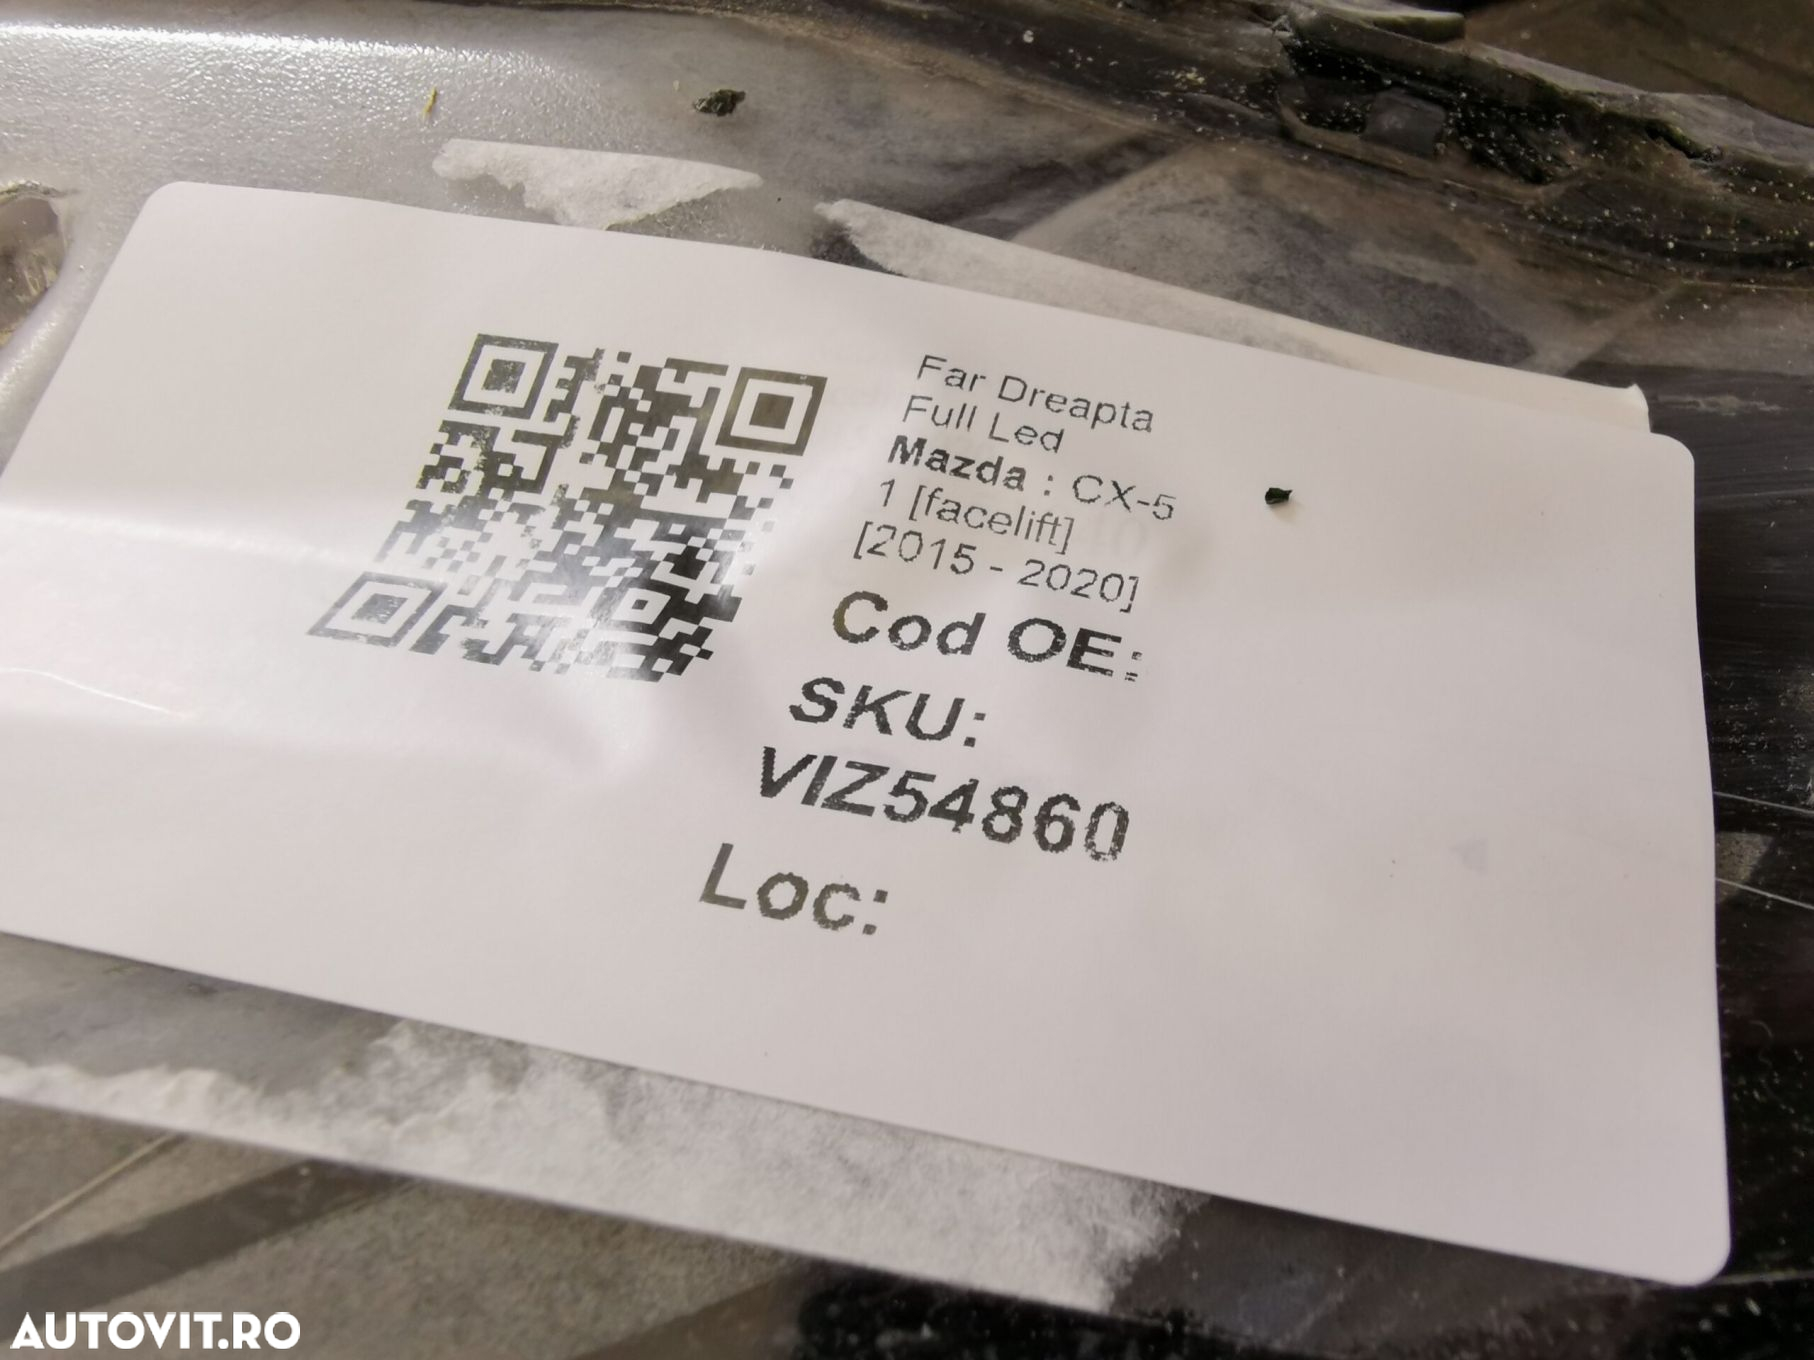 Far Dreapta
Full Led
Mazda : CX-5
1 [facelift]
[2015 - 2020]
Cod OE:
SKU:
VIZ54860
Loc:
AUTOVIT.RO